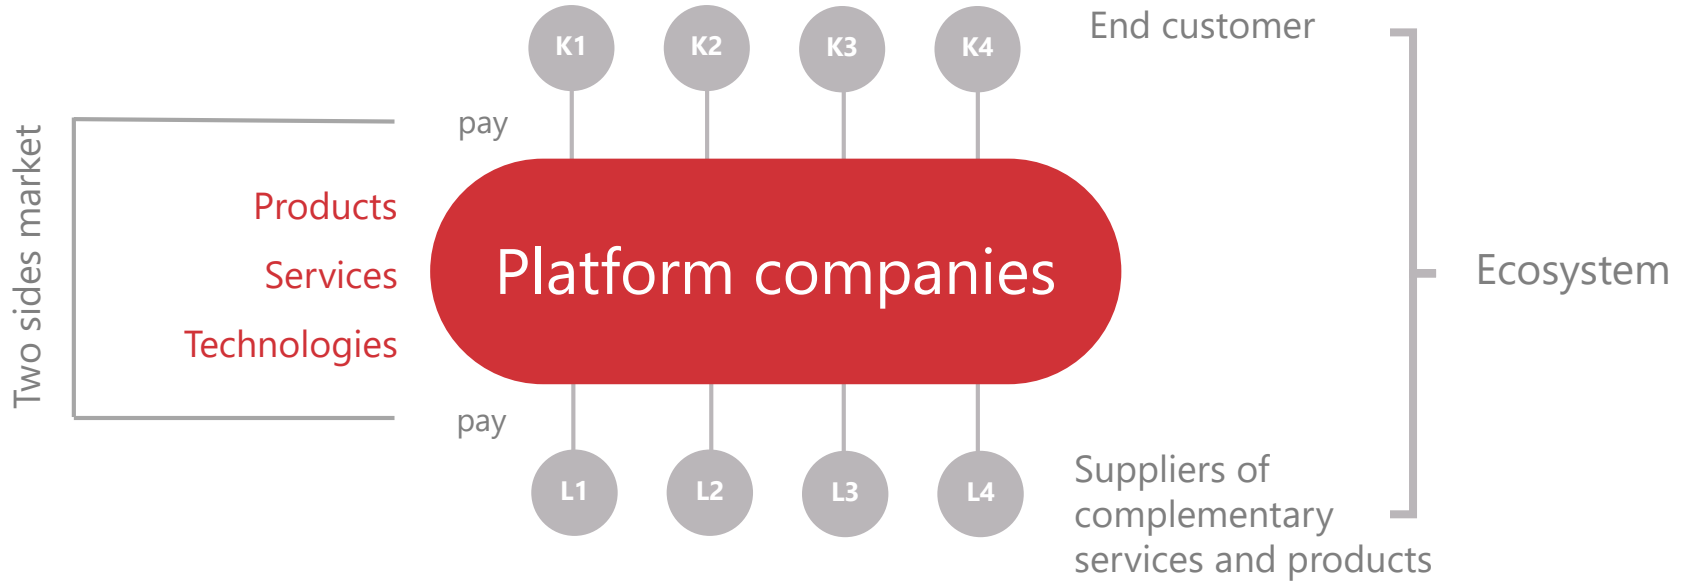 K1 K2 K3 K4
End customer
pay
Two sides market
Products
Services
Technologies
Platform companies
Ecosystem
pay
L1 L2 L3 L4
Suppliers of
complementary
services and products